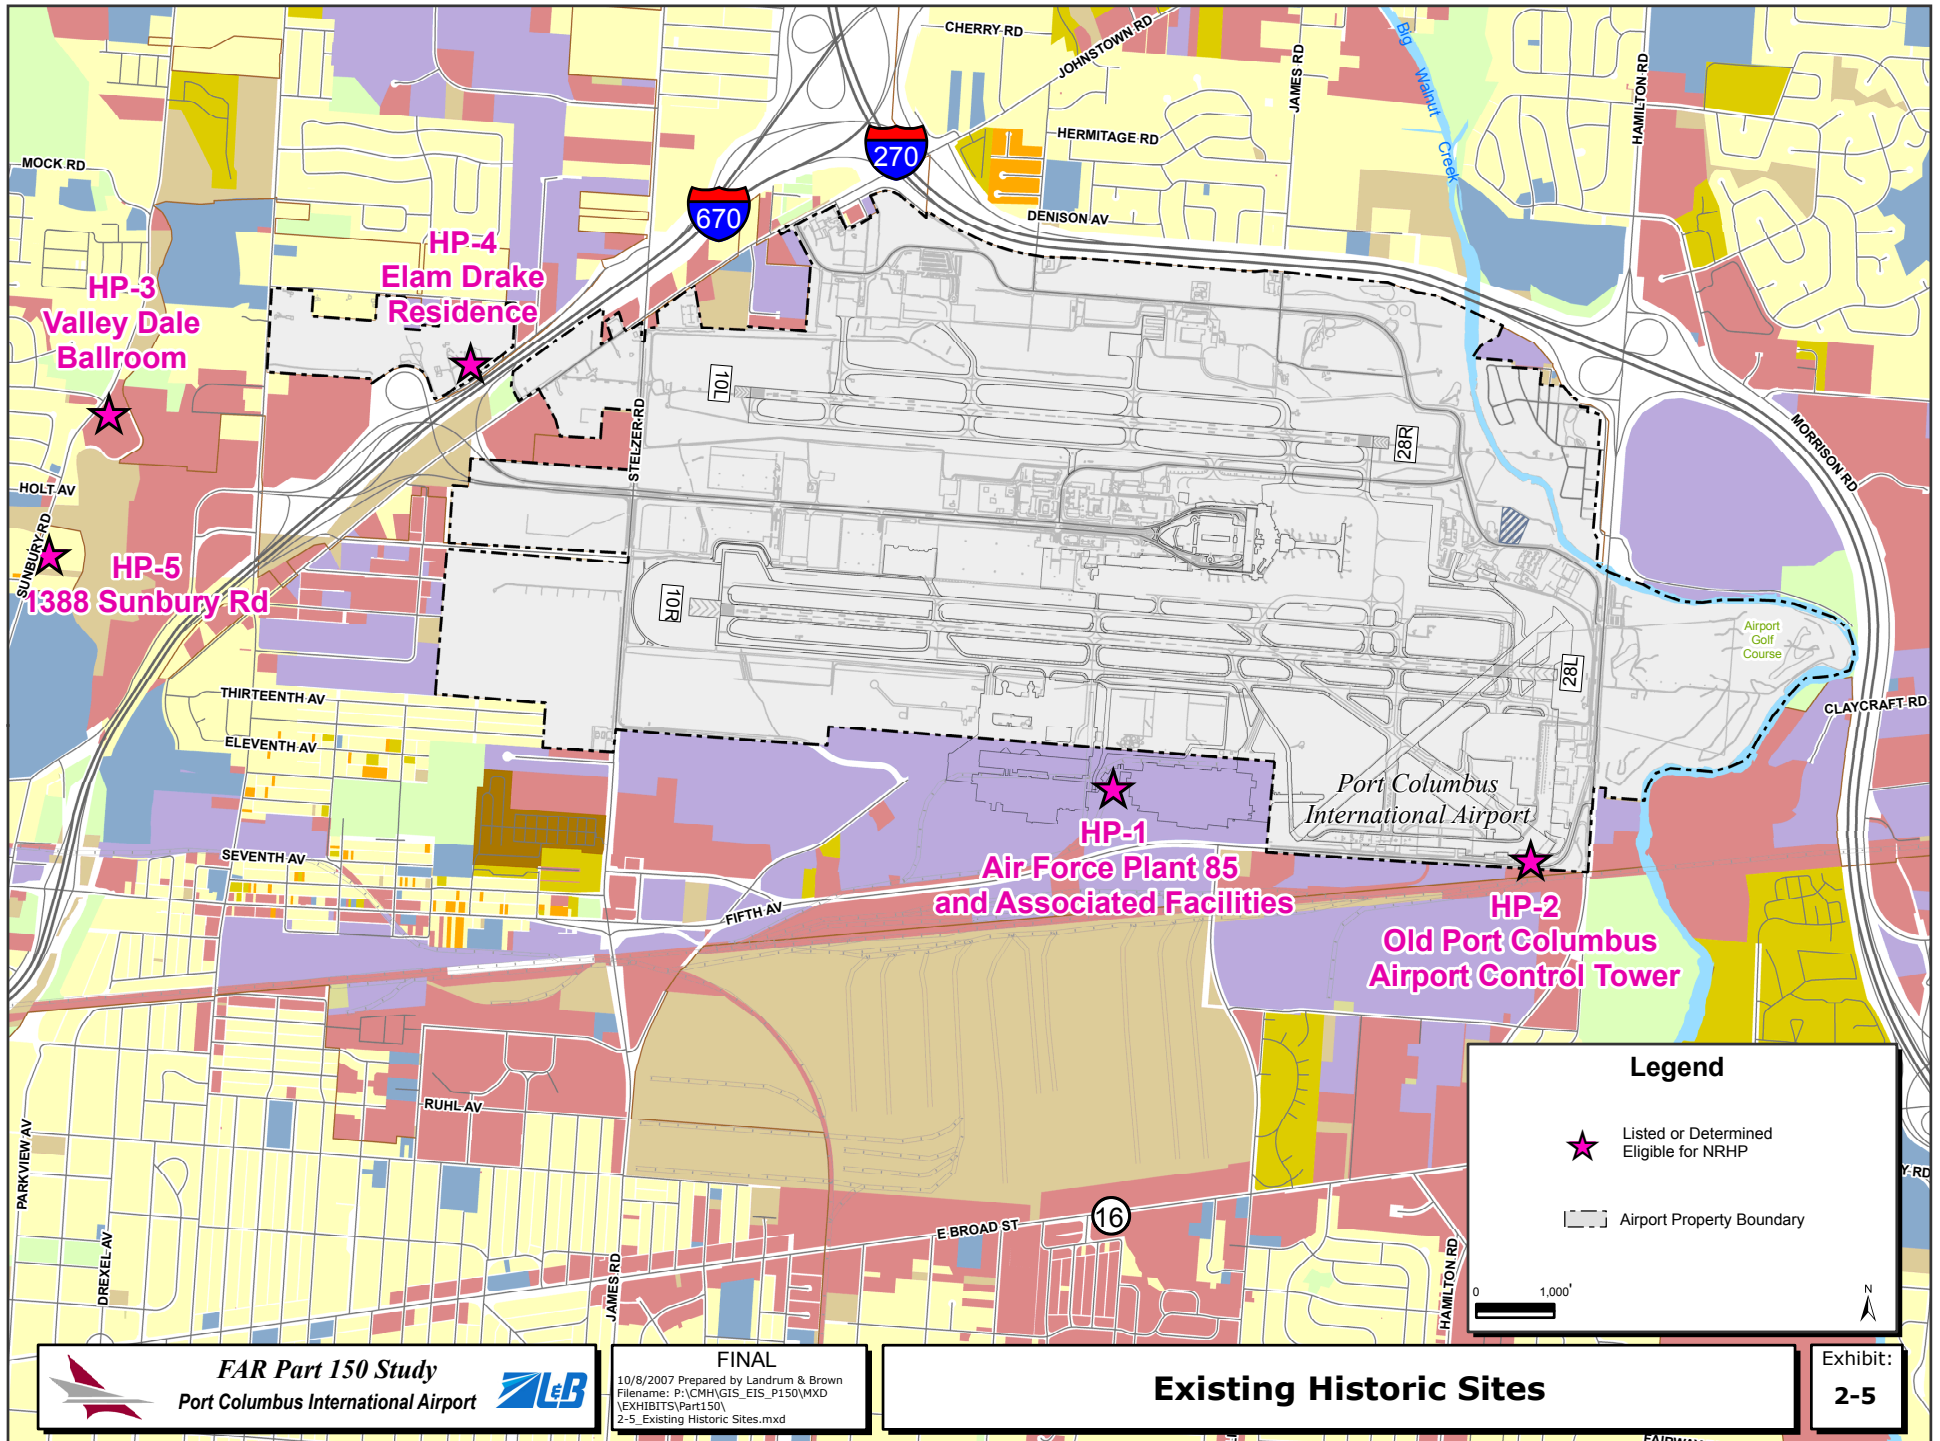 CHERRY RD
JOHNSTOWN RD
JAMES RD
Big
Walnut
Creek
HAMILTON RD
270
HERMITAGE RD
MOCK RD
670
DENISON AV
HP-4
Elam Drake
Residence
HP-3
Valley Dale
Ballroom
10L
28R
STELZER RD
MORRISON RD
HOLT AV
SUNBURY RD
HP-5
1388 Sunbury Rd
10R
28L
Airport
Golf
Course
THIRTEENTH AV
CLAYCRAFT RD
ELEVENTH AV
Port Columbus
International Airport
HP-1
Air Force Plant 85
and Associated Facilities
SEVENTH AV
FIFTH AV
HP-2
Old Port Columbus
Airport Control Tower
RUHL AV
PARKVIEW AV
DREXEL AV
JAMES RD
E BROAD ST
16
HAMILTON RD
Y RD
Legend
Listed or Determined
Eligible for NRHP
Airport Property Boundary
0 1,000'
N
FAR Part 150 Study
Port Columbus International Airport
L&B
FINAL
10/8/2007 Prepared by Landrum & Brown
Filename: P:\CMH\GIS_EIS_P150\MXD
\EXHIBITS\Part150\
2-5_Existing Historic Sites.mxd
Existing Historic Sites
Exhibit:
2-5